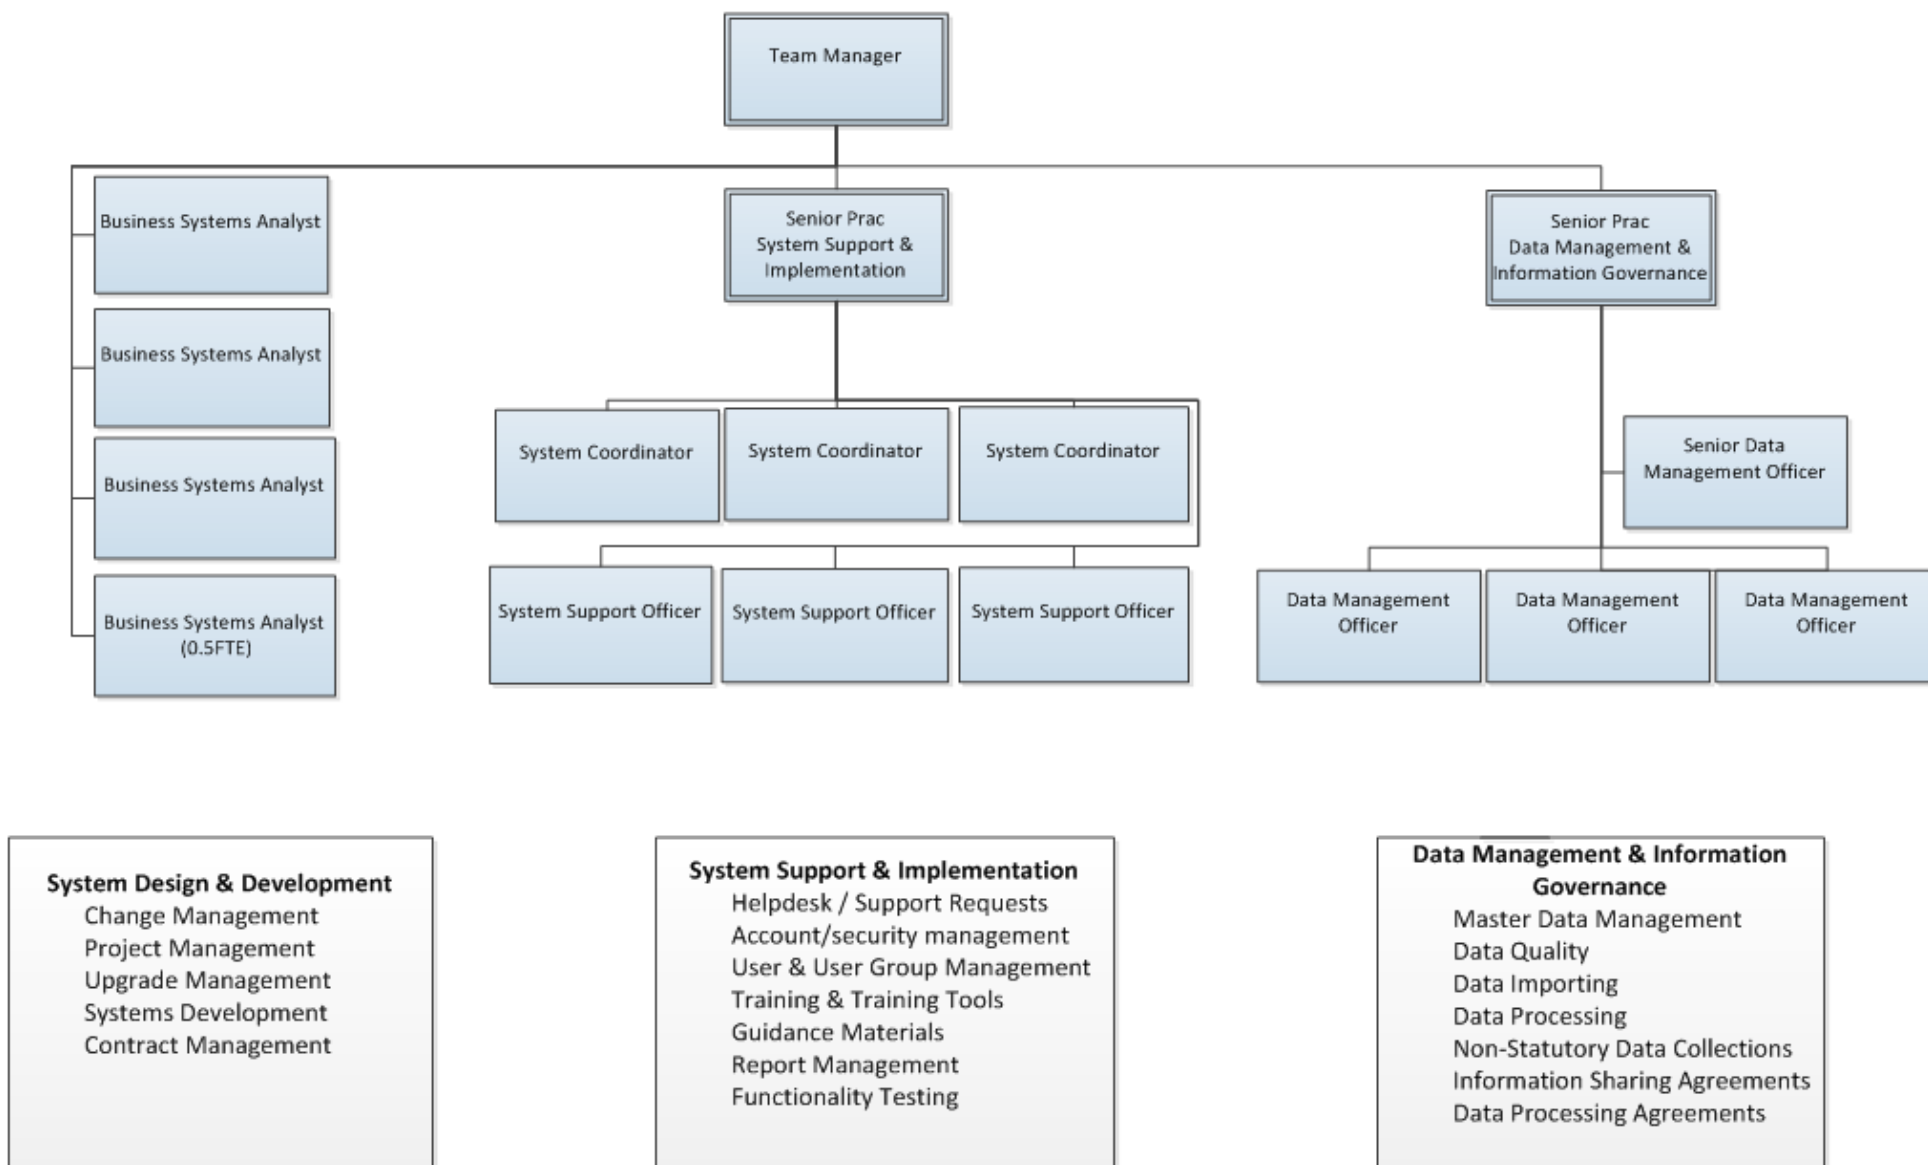 Team Manager
Business Systems Analyst
Business Systems Analyst
Business Systems Analyst
Business Systems Analyst
(0.5FTE)
Senior Prac
System Support &
Implementation
System Coordinator
System Coordinator
System Coordinator
System Support Officer
System Support Officer
System Support Officer
Senior Prac
Data Management &
Information Governance
Senior Data
Management Officer
Data Management
Officer
Data Management
Officer
Data Management
Officer
System Design & Development
Change Management
Project Management
Upgrade Management
Systems Development
Contract Management
System Support & Implementation
Helpdesk / Support Requests
Account/security management
User & User Group Management
Training & Training Tools
Guidance Materials
Report Management
Functionality Testing
Data Management & Information
Governance
Master Data Management
Data Quality
Data Importing
Data Processing
Non-Statutory Data Collections
Information Sharing Agreements
Data Processing Agreements